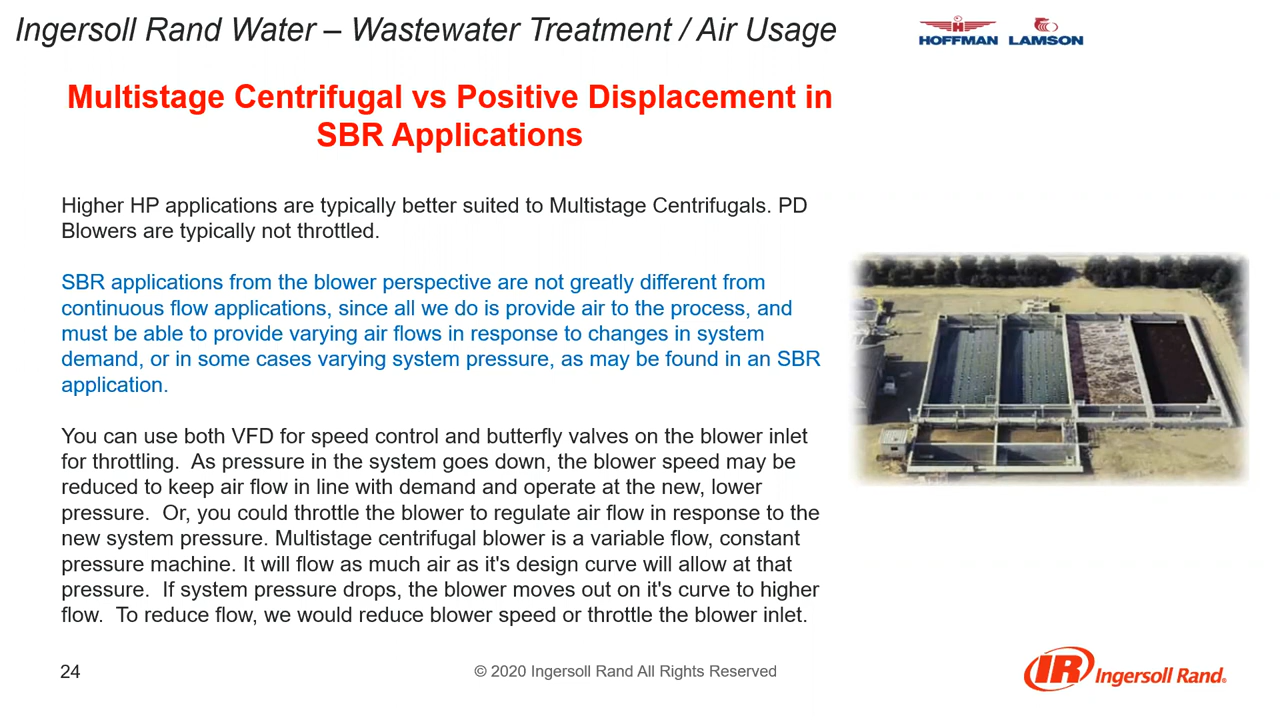 Ingersoll Rand Water – Wastewater Treatment / Air Usage
HOFFMAN LAMSON
Multistage Centrifugal vs Positive Displacement in
SBR Applications
Higher HP applications are typically better suited to Multistage Centrifugals. PD
Blowers are typically not throttled.
SBR applications from the blower perspective are not greatly different from
continuous flow applications, since all we do is provide air to the process, and
must be able to provide varying air flows in response to changes in system
demand, or in some cases varying system pressure, as may be found in an SBR
application.
You can use both VFD for speed control and butterfly valves on the blower inlet
for throttling.  As pressure in the system goes down, the blower speed may be
reduced to keep air flow in line with demand and operate at the new, lower
pressure.  Or, you could throttle the blower to regulate air flow in response to the
new system pressure. Multistage centrifugal blower is a variable flow, constant
pressure machine. It will flow as much air as it's design curve will allow at that
pressure.  If system pressure drops, the blower moves out on it's curve to higher
flow.  To reduce flow, we would reduce blower speed or throttle the blower inlet.
24
© 2020 Ingersoll Rand All Rights Reserved
IR Ingersoll Rand®